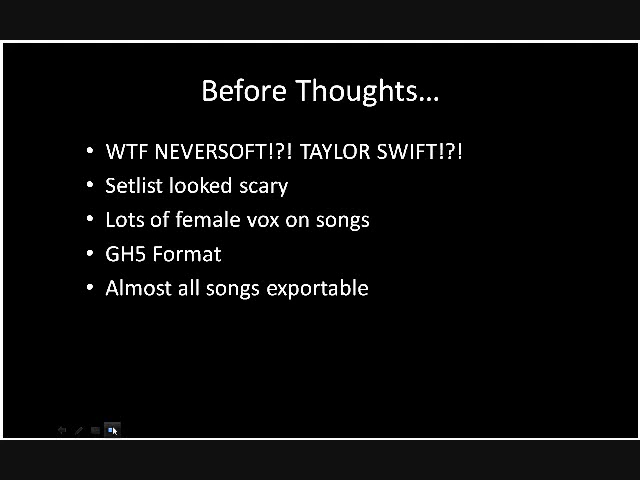 Before Thoughts...
• WTF NEVERSOFT!?! TAYLOR SWIFT!?!
• Setlist looked scary
• Lots of female vox on songs
• GH5 Format
• Almost all songs exportable